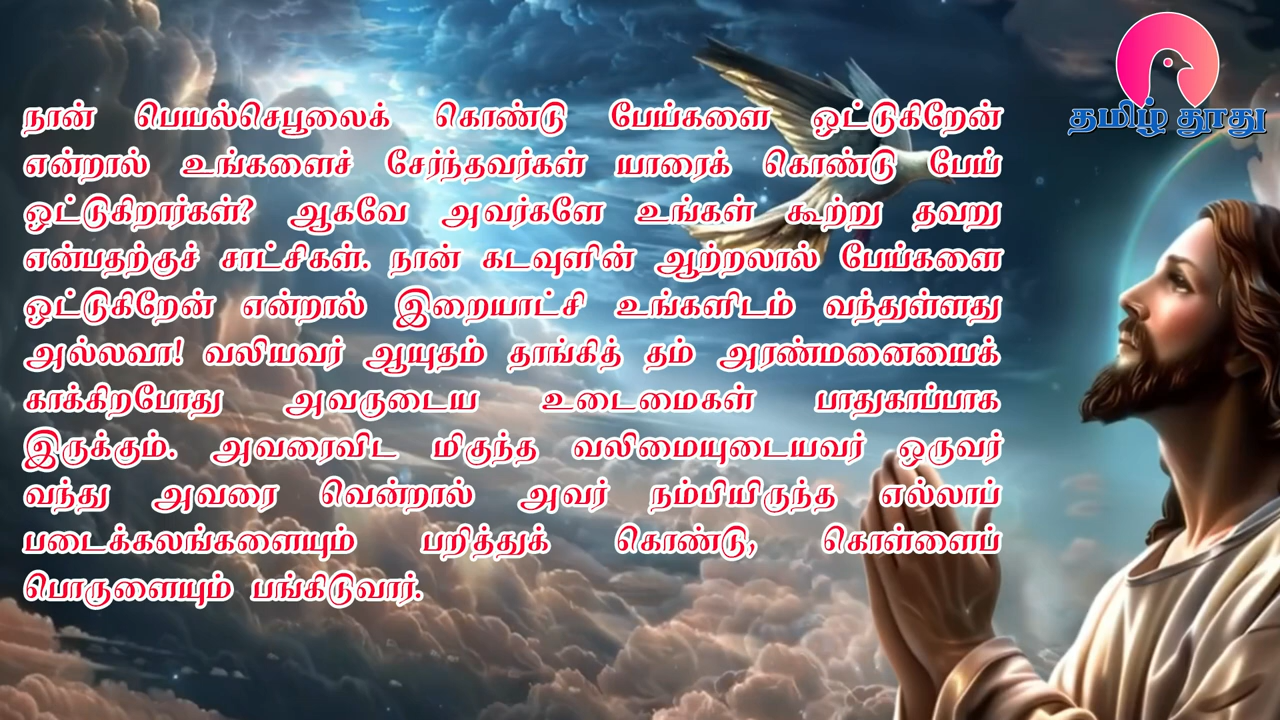 தமிழ் தூது
நான் பெயல்செபூலைக் கொண்டு பேய்களை ஓட்டுகிறேன்
என்றால் உங்களைச் சேர்ந்தவர்கள் யாரைக் கொண்டு பேய்
ஓட்டுகிறார்கள்? ஆகவே அவர்களே உங்கள் கூற்று தவறு
என்பதற்குச் சாட்சிகள். நான் கடவுளின் ஆற்றலால் பேய்களை
ஓட்டுகிறேன் என்றால் இறையாட்சி உங்களிடம் வந்துள்ளது
அல்லவா! வலியவர் ஆயுதம் தாங்கித் தம் அரண்மனையைக்
காக்கிறபோது அவருடைய உடைமைகள் பாதுகாப்பாக
இருக்கும். அவரைவிட மிகுந்த வலிமையுடையவர் ஒருவர்
வந்து அவரை வென்றால் அவர் நம்பியிருந்த எல்லாப்
படைக்கலங்களையும் பறித்துக் கொண்டு, கொள்ளைப்
பொருளையும் பங்கிடுவார்.